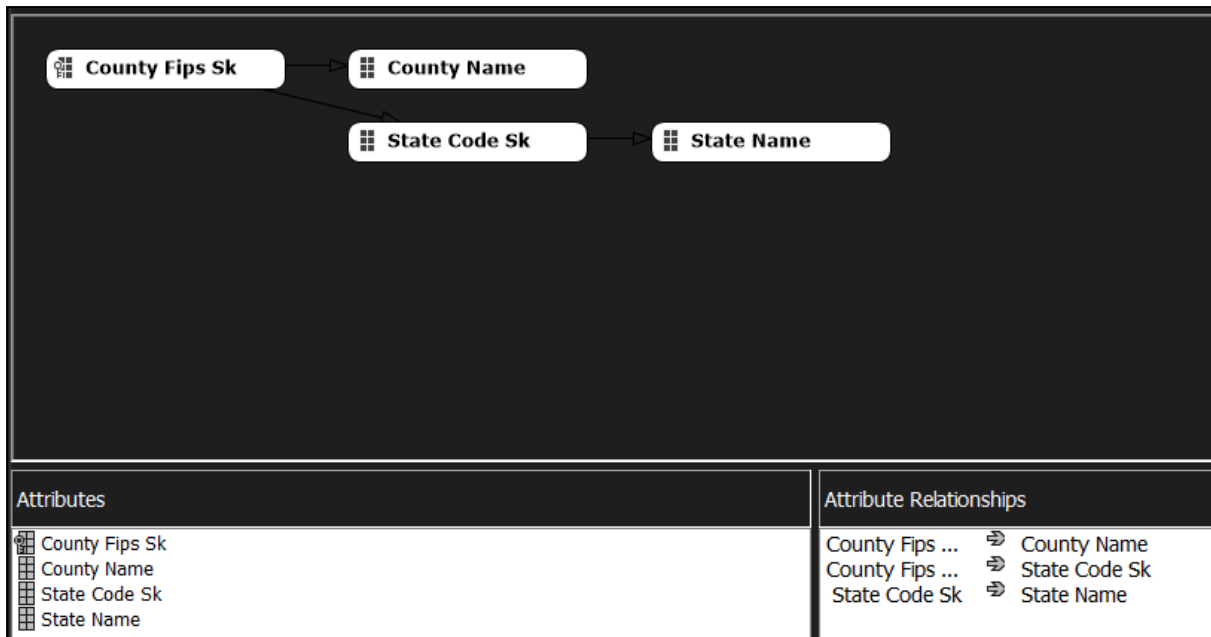 County Fips Sk
County Name
State Code Sk
State Name
Attributes
County Fips Sk
County Name
State Code Sk
State Name
Attribute Relationships
County Fips ... County Name
County Fips ... State Code Sk
State Code Sk State Name